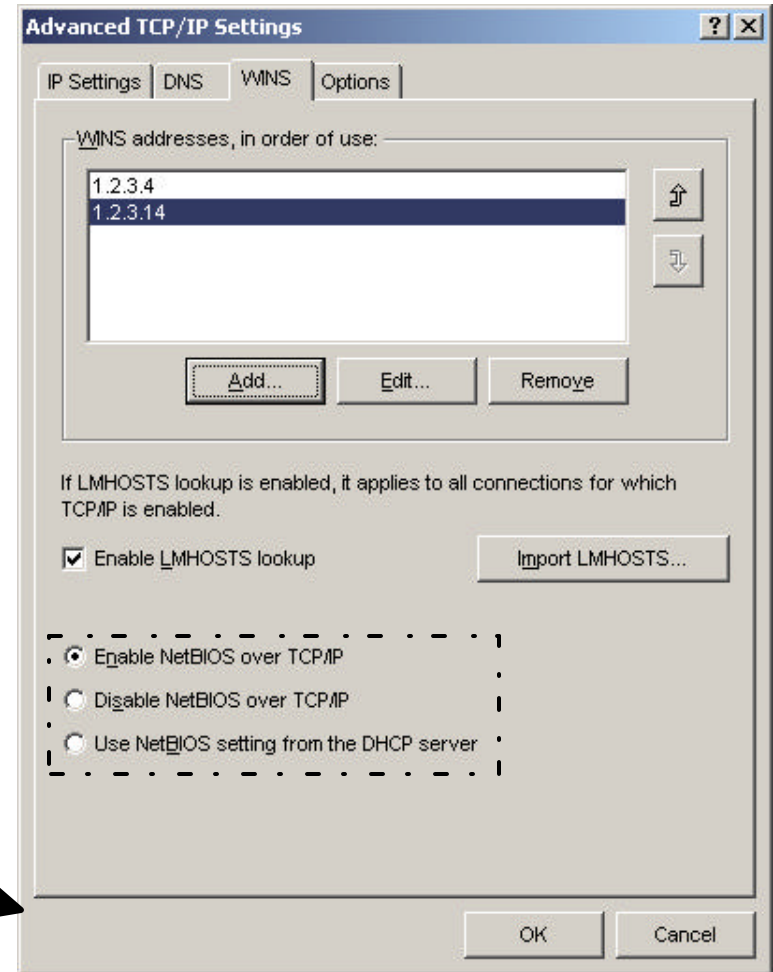 Advanced TCP/IP Settings
? X
IP Settings DNS WINS Options
WINS addresses, in order of use:
1.2.3.4
1.2.3.14
Add... Edit... Remove
If LMHOSTS lookup is enabled, it applies to all connections for which
TCP/IP is enabled.
Enable LMHOSTS lookup Import LMHOSTS...
Enable NetBIOS over TCP/IP
Disable NetBIOS over TCP/IP
Use NetBIOS setting from the DHCP server
OK Cancel